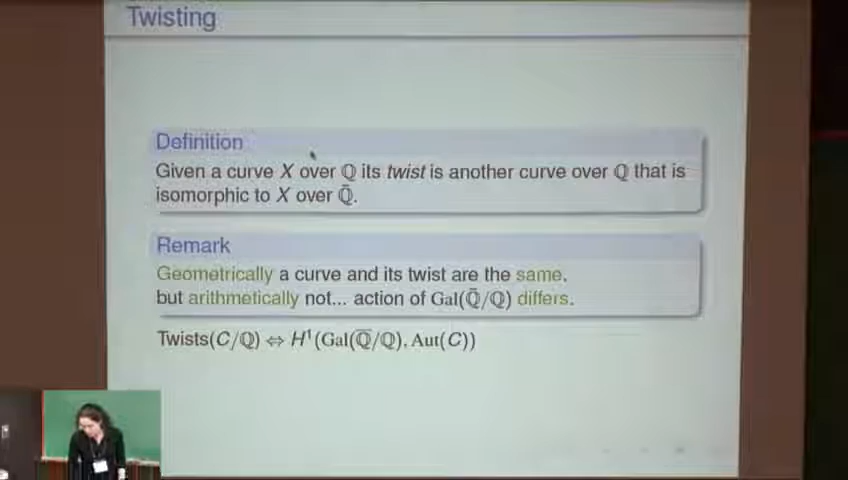 Twisting
Definition
Given a curve X over ℚ its twist is another curve over ℚ that is
isomorphic to X over ℚ̄.
Remark
Geometrically a curve and its twist are the same.
but arithmetically not... action of Gal(ℚ̄/ℚ) differs.
Twists(C/ℚ) ⇔ H¹(Gal(ℚ̄/ℚ), Aut(C))